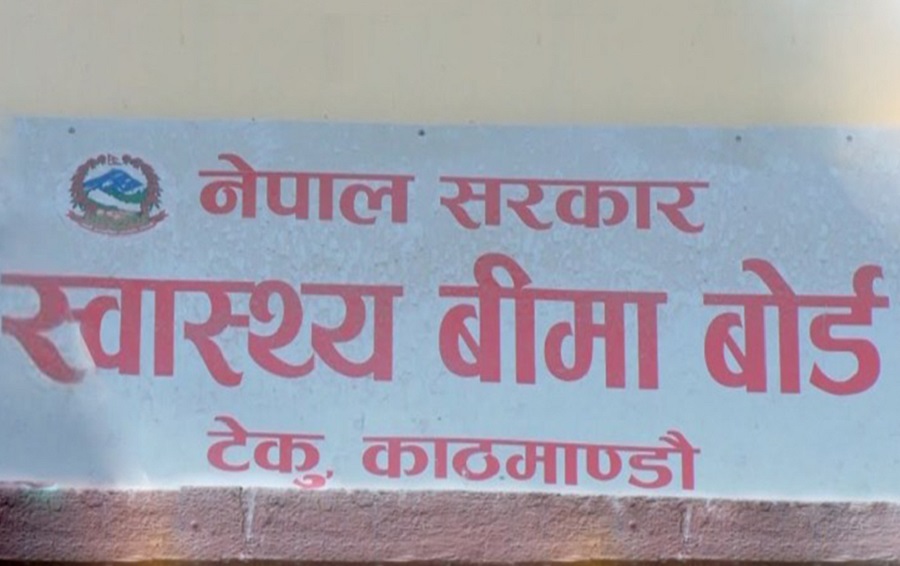 नेपाल सरकार
स्वास्थ्य बीमा बोर्ड
टेकु, काठमाण्डौ